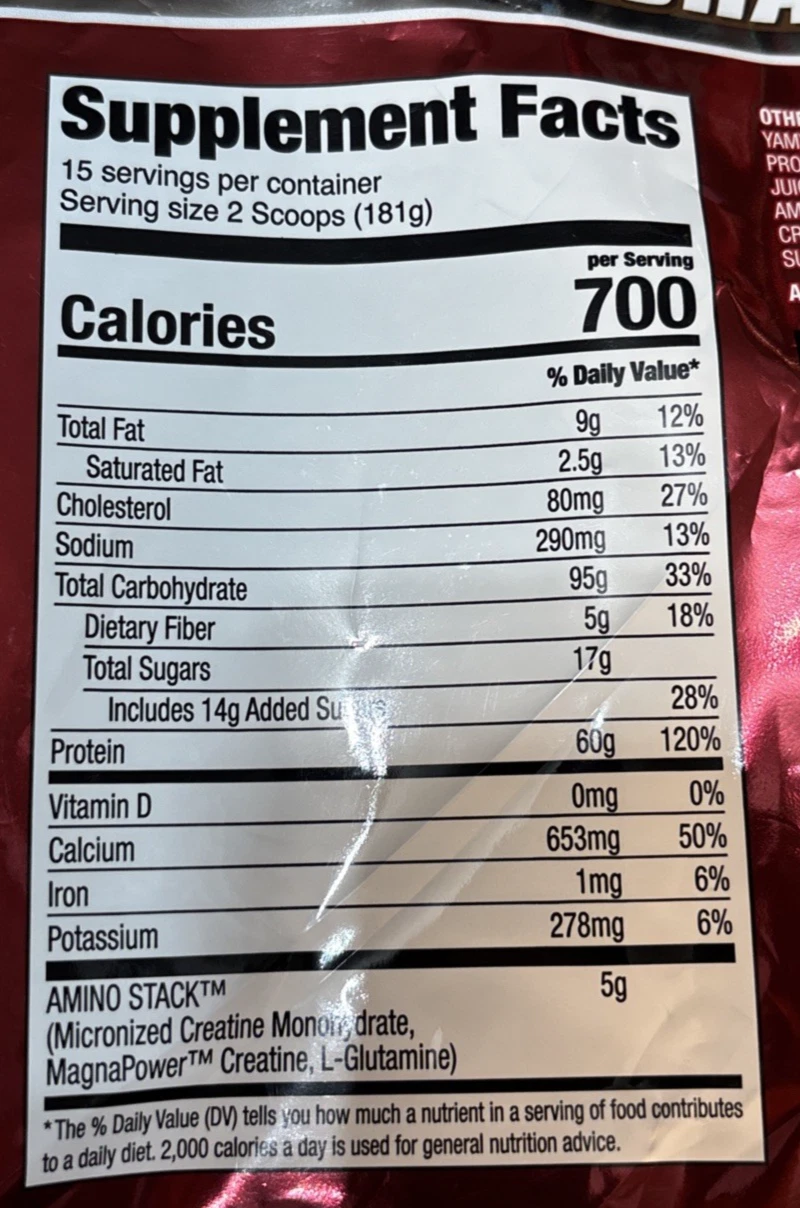 Supplement Facts
15 servings per container
Serving size 2 Scoops (181g)
per Serving
Calories 700
% Daily Value*
Total Fat 9g 12%
Saturated Fat 2.5g 13%
Cholesterol 80mg 27%
Sodium 290mg 13%
Total Carbohydrate 95g 33%
Dietary Fiber 5g 18%
Total Sugars 17g
Includes 14g Added 28%
Protein 60g 120%
Vitamin D 0mg 0%
Calcium 653mg 50%
Iron 1mg 6%
Potassium 278mg 6%
AMINO STACK™ 5g
(Micronized Creatine Monohydrate,
MagnaPower™ Creatine, L-Glutamine)
*The % Daily Value (DV) tells you how much a nutrient in a serving of food contributes
to a daily diet. 2,000 calories a day is used for general nutrition advice.